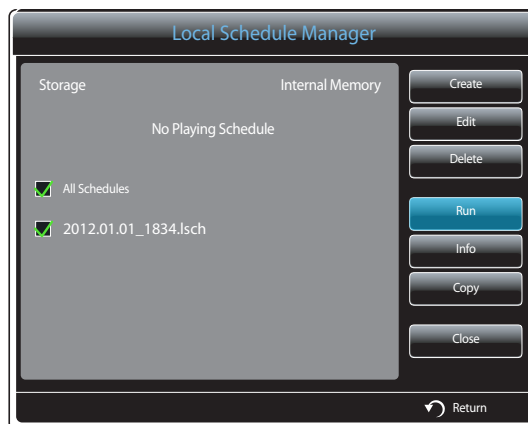 Local Schedule Manager
Storage Internal Memory
No Playing Schedule
All Schedules
2012.01.01_1834.lsch
Create
Edit
Delete
Run
Info
Copy
Close
Return